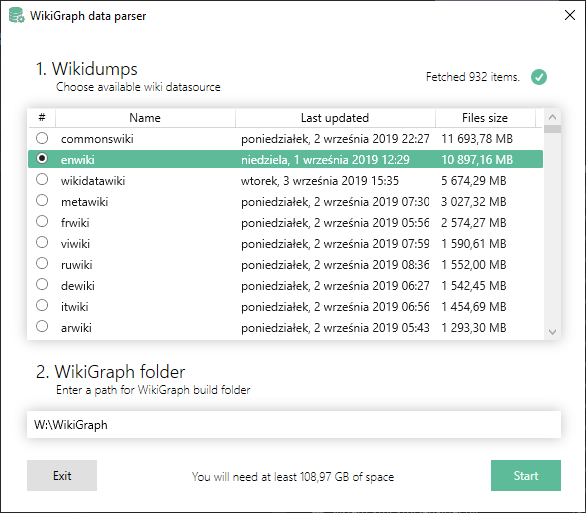 WikiGraph data parser
1. Wikidumps
Choose available wiki datasource
Fetched 932 items.
# Name Last updated Files size
commonswiki poniedziałek, 2 września 2019 22:27 11 693,78 MB
enwiki niedziela, 1 września 2019 12:29 10 897,16 MB
wikidatawiki wtorek, 3 września 2019 15:35 5 674,29 MB
metawiki poniedziałek, 2 września 2019 07:30 3 027,32 MB
frwiki poniedziałek, 2 września 2019 05:56 2 574,27 MB
viwiki poniedziałek, 2 września 2019 07:59 1 590,61 MB
ruwiki poniedziałek, 2 września 2019 08:36 1 552,00 MB
dewiki poniedziałek, 2 września 2019 06:27 1 542,45 MB
itwiki poniedziałek, 2 września 2019 06:56 1 454,69 MB
arwiki poniedziałek, 2 września 2019 05:43 1 293,30 MB
2. WikiGraph folder
Enter a path for WikiGraph build folder
W:\WikiGraph
Exit
You will need at least 108,97 GB of space
Start